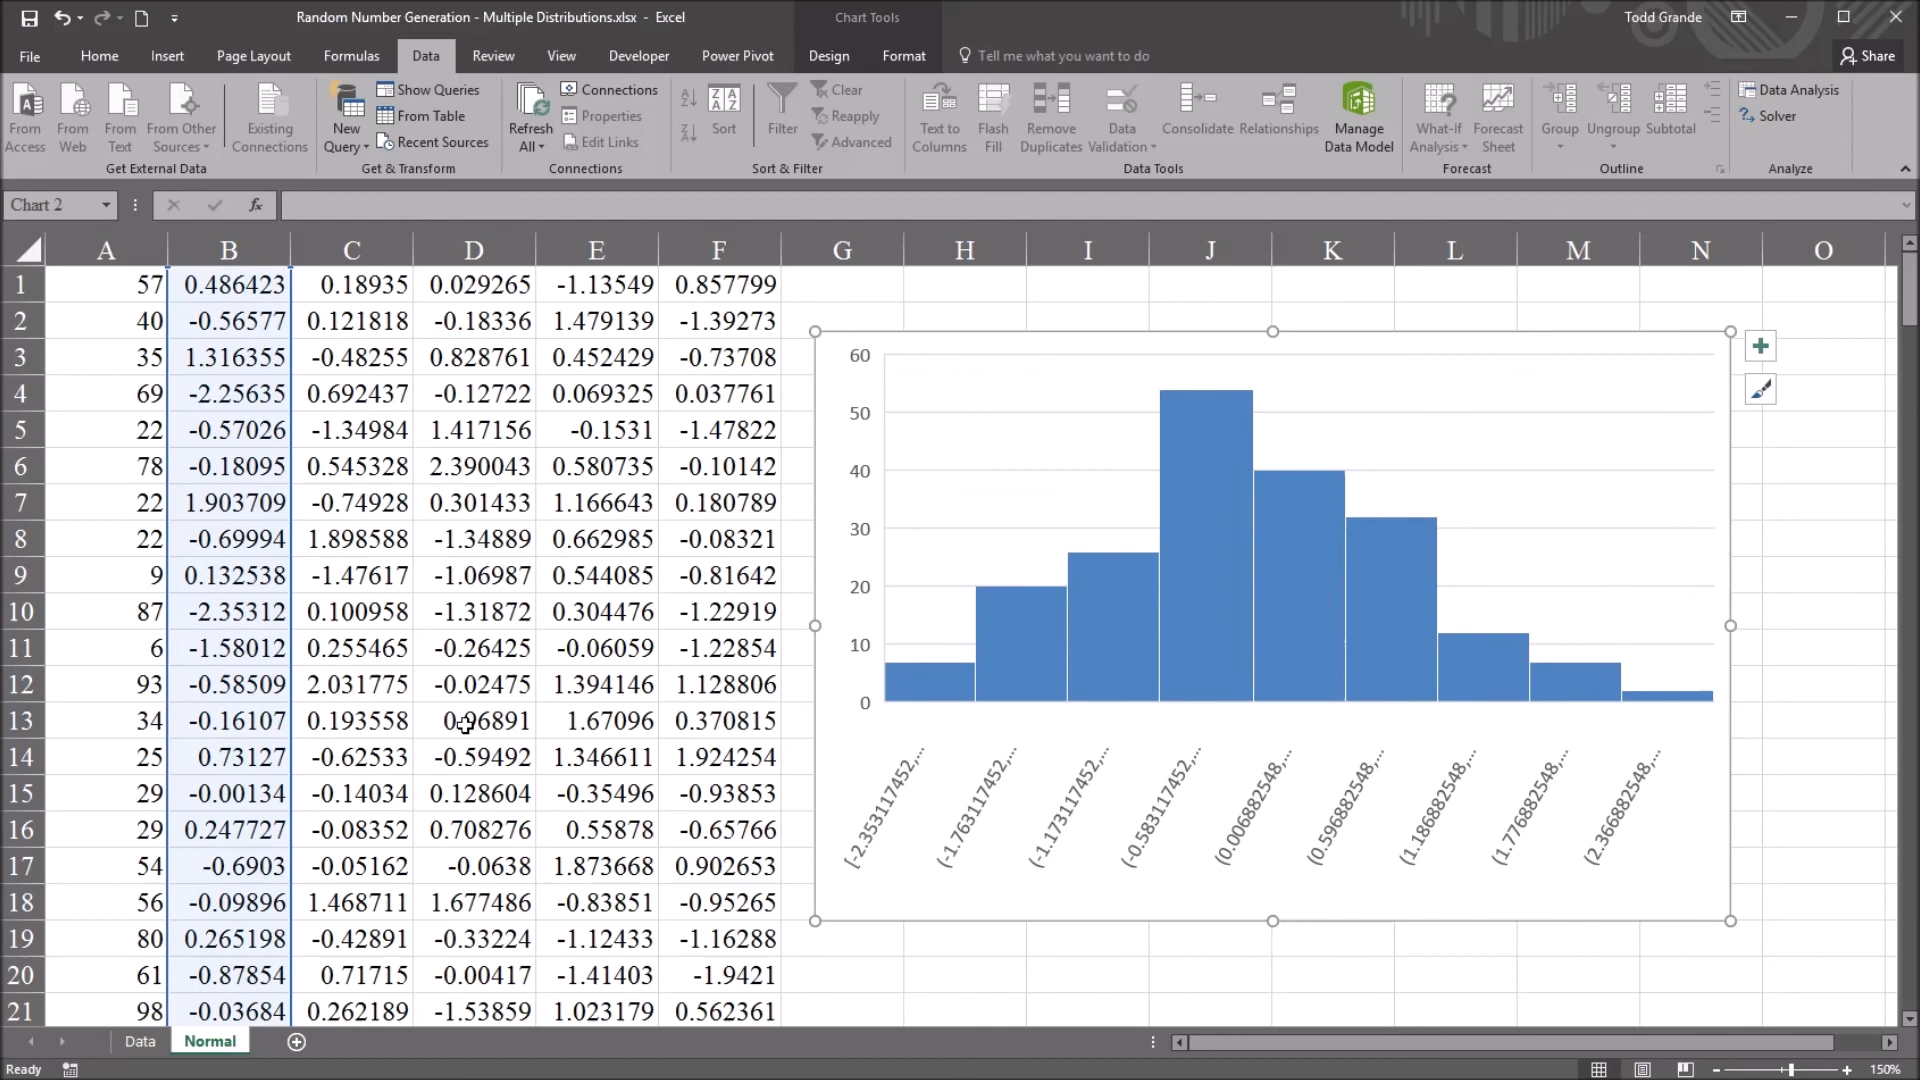 Random Number Generation - Multiple Distributions.xlsx - Excel
Chart Tools
Todd Grande
File Home Insert Page Layout Formulas Data Review View Developer Power Pivot Design Format Tell me what you want to do Share
From Access
From Web
From Text
From Other Sources
Existing Connections
Get External Data
New Query
Show Queries
From Table
Recent Sources
Get & Transform
Refresh All
Connections
Properties
Edit Links
Connections
Sort
Filter
Clear
Reapply
Advanced
Sort & Filter
Text to Columns
Flash Fill
Remove Duplicates
Data Validation
Consolidate
Relationships
Manage Data Model
Data Tools
What-If Analysis
Forecast Sheet
Forecast
Group
Ungroup
Subtotal
Outline
Data Analysis
Solver
Analyze
Chart 2
fx
A B C D E F G H I J K L M N O
1 57 0.486423 0.18935 0.029265 -1.13549 0.857799
2 40 -0.56577 0.121818 -0.18336 1.479139 -1.39273
3 35 1.316355 -0.48255 0.828761 0.452429 -0.73708
4 69 -2.25635 0.692437 -0.12722 0.069325 0.037761
5 22 -0.57026 -1.34984 1.417156 -0.1531 -1.47822
6 78 -0.18095 0.545328 2.390043 0.580735 -0.10142
7 22 1.903709 -0.74928 0.301433 1.166643 0.180789
8 22 -0.69994 1.898588 -1.34889 0.662985 -0.08321
9 9 0.132538 -1.47617 -1.06987 0.544085 -0.81642
10 87 -2.35312 0.100958 -1.31872 0.304476 -1.22919
11 6 -1.58012 0.255465 -0.26425 -0.06059 -1.22854
12 93 -0.58509 2.031775 -0.02475 1.394146 1.128806
13 34 -0.16107 0.193558 1.67096 0.370815
14 25 0.73127 -0.62533 -0.59492 1.346611 1.924254
15 29 -0.00134 -0.14034 0.128604 -0.35496 -0.93853
16 29 0.247727 -0.08352 0.708276 0.55878 -0.65766
17 54 -0.6903 -0.05162 -0.0638 1.873668 0.902653
18 56 -0.09896 1.468711 1.677486 -0.83851 -0.95265
19 80 0.265198 -0.42891 -0.33224 -1.12433 -1.16288
20 61 -0.87854 0.71715 -0.00417 -1.41403 -1.9421
21 98 -0.03684 0.262189 -1.53859 1.023179 0.562361
60
50
40
30
20
10
0
[-2.353117452,...
(-1.763117452,...
(-1.173117452,...
(-0.583117452,...
(0.006882548,...
(0.596882548,...
(1.186882548,...
(1.776882548,...
(2.366882548,...
Data Normal
Ready
150%